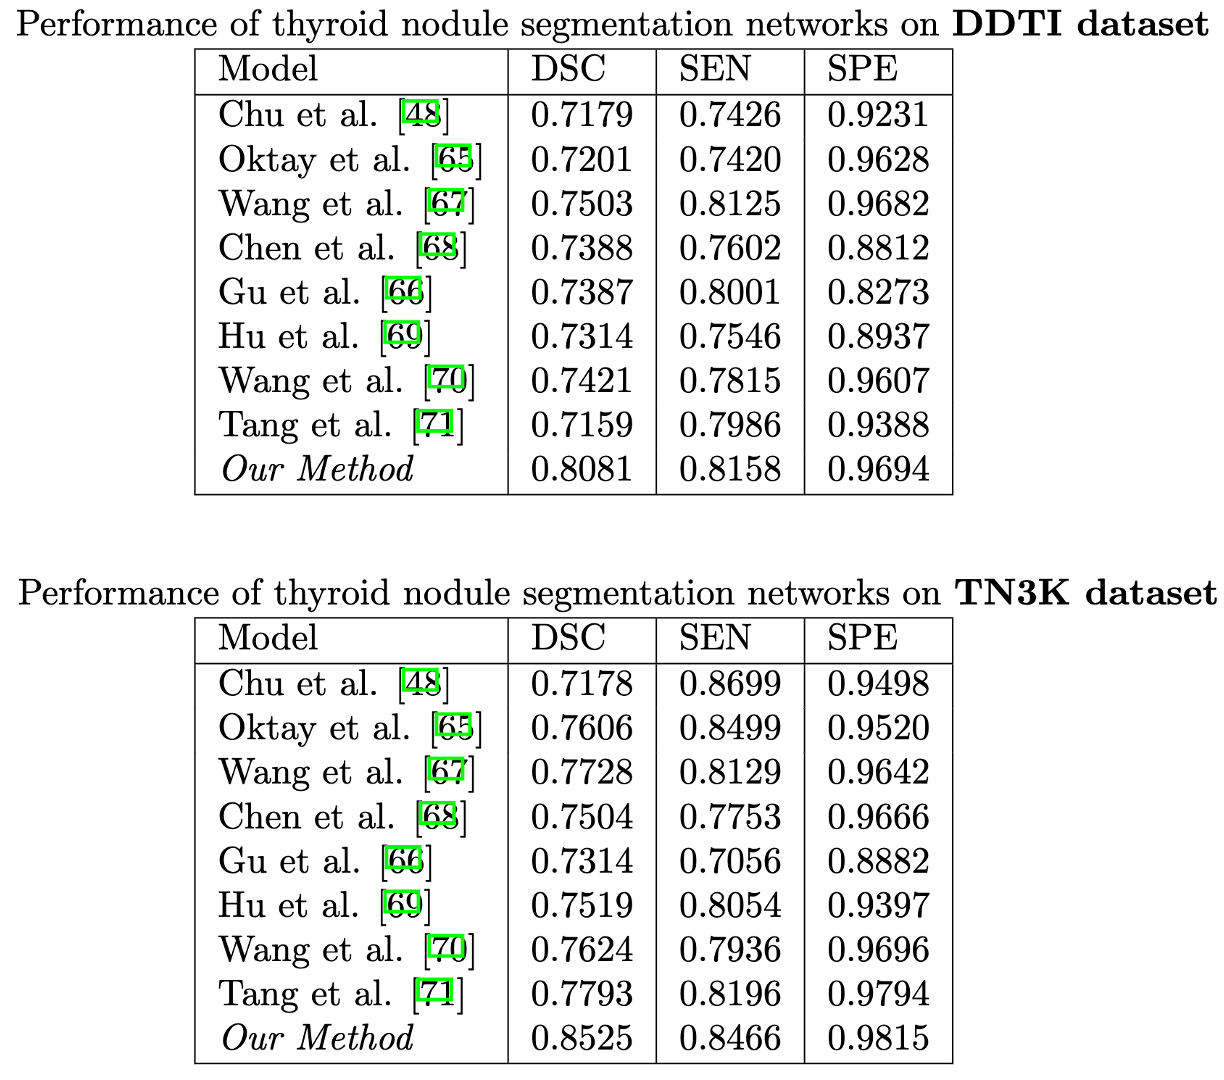 Performance of thyroid nodule segmentation networks on DDTI dataset
Model DSC SEN SPE
Chu et al. [48] 0.7179 0.7426 0.9231
Oktay et al. [65] 0.7201 0.7420 0.9628
Wang et al. [67] 0.7503 0.8125 0.9682
Chen et al. [68] 0.7388 0.7602 0.8812
Gu et al. [66] 0.7387 0.8001 0.8273
Hu et al. [69] 0.7314 0.7546 0.8937
Wang et al. [70] 0.7421 0.7815 0.9607
Tang et al. [71] 0.7159 0.7986 0.9388
Our Method 0.8081 0.8158 0.9694
Performance of thyroid nodule segmentation networks on TN3K dataset
Model DSC SEN SPE
Chu et al. [48] 0.7178 0.8699 0.9498
Oktay et al. [65] 0.7606 0.8499 0.9520
Wang et al. [67] 0.7728 0.8129 0.9642
Chen et al. [68] 0.7504 0.7753 0.9666
Gu et al. [66] 0.7314 0.7056 0.8882
Hu et al. [69] 0.7519 0.8054 0.9397
Wang et al. [70] 0.7624 0.7936 0.9696
Tang et al. [71] 0.7793 0.8196 0.9794
Our Method 0.8525 0.8466 0.9815